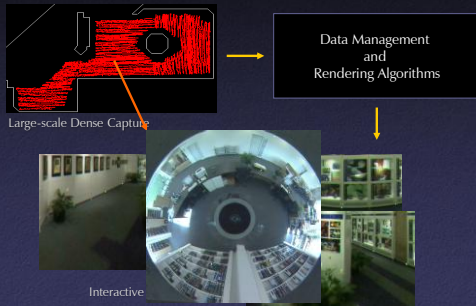 Data Management
and
Rendering Algorithms
Large-scale Dense Capture
Interactive